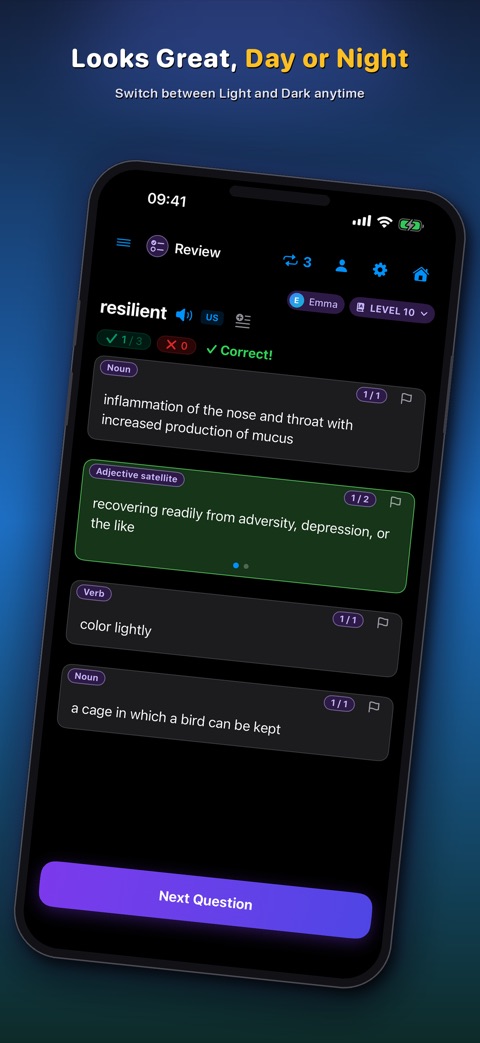 Looks Great, Day or Night
Switch between Light and Dark anytime
09:41
Review
3
E Emma
LEVEL 10
resilient
US
1 / 3
0
Correct!
Noun
1 / 1
inflammation of the nose and throat with
increased production of mucus
Adjective satellite
1 / 2
recovering readily from adversity, depression, or
the like
Verb
1 / 1
color lightly
Noun
1 / 1
a cage in which a bird can be kept
Next Question